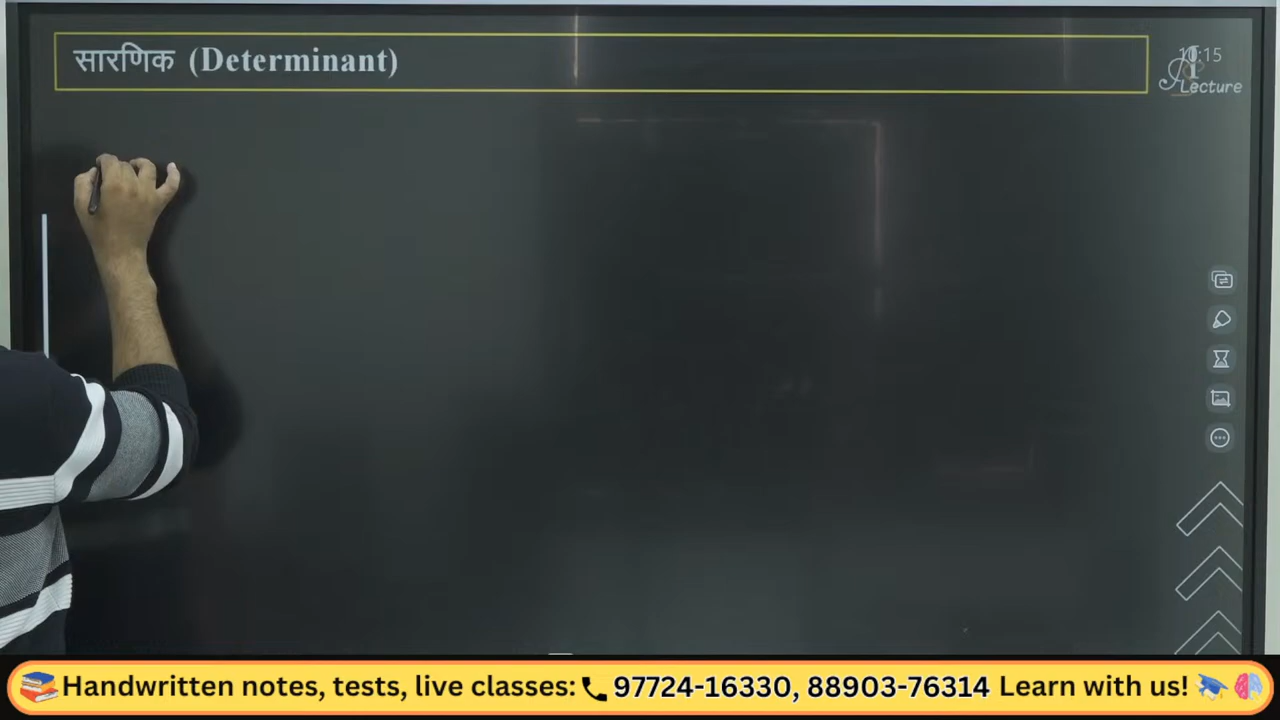 सारणिक (Determinant)
10:15
Lecture
Handwritten notes, tests, live classes: 97724-16330, 88903-76314 Learn with us!